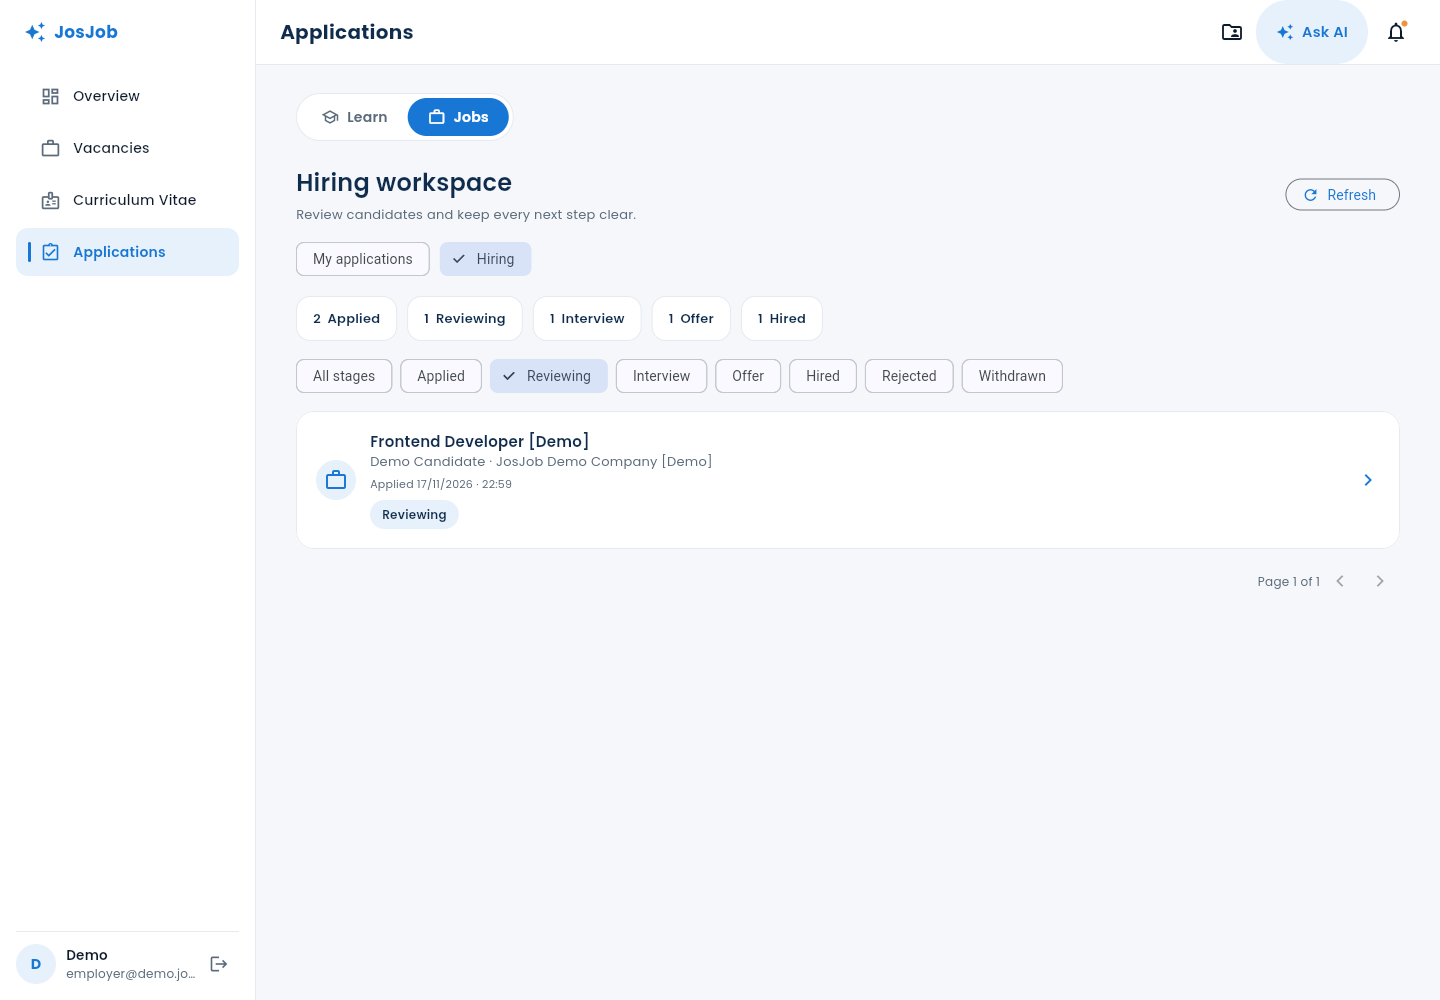 JosJob
Applications
Ask AI
Overview
Vacancies
Curriculum Vitae
Applications
Learn
Jobs
Hiring workspace
Review candidates and keep every next step clear.
Refresh
My applications
Hiring
2 Applied
1 Reviewing
1 Interview
1 Offer
1 Hired
All stages
Applied
Reviewing
Interview
Offer
Hired
Rejected
Withdrawn
Frontend Developer [Demo]
Demo Candidate · JosJob Demo Company [Demo]
Applied 17/11/2026 · 22:59
Reviewing
Page 1 of 1
D
Demo
employer@demo.jo...